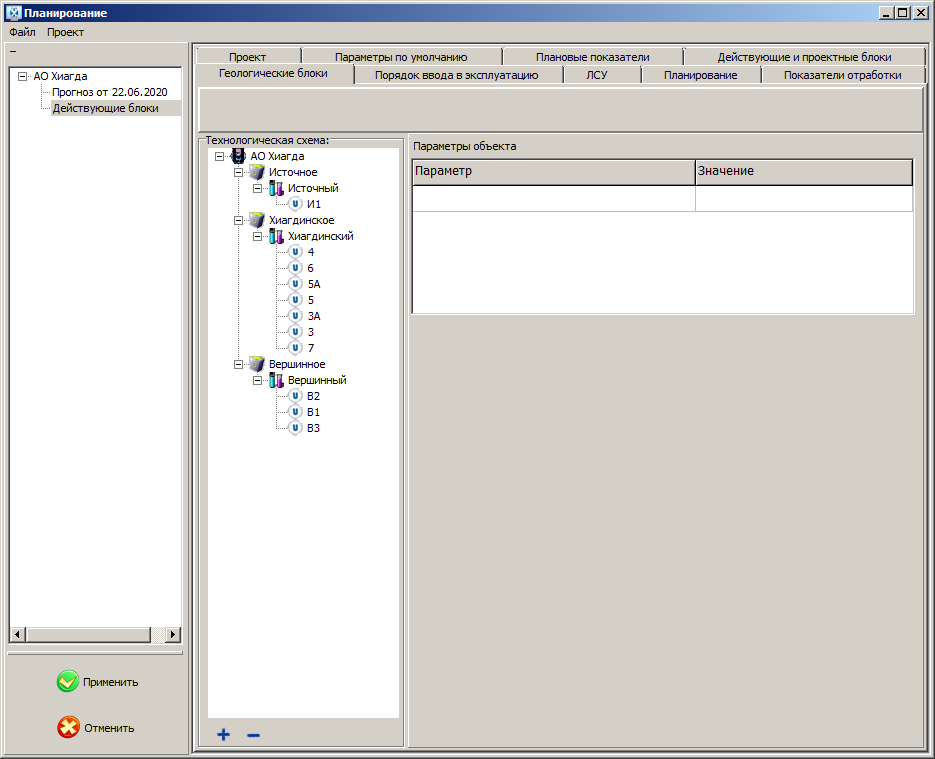 Планирование
Файл Проект
АО Хиагда
Прогноз от 22.06.2020
Действующие блоки
Применить
Отменить
Проект Параметры по умолчанию Плановые показатели Действующие и проектные блоки
Геологические блоки Порядок ввода в эксплуатацию ЛСУ Планирование Показатели отработки
Технологическая схема:
АО Хиагда
Источное
Источный
И1
Хиагдинское
Хиагдинский
4
6
5А
5
3А
3
7
Вершинное
Вершинный
В2
В1
В3
Параметры объекта
Параметр Значение